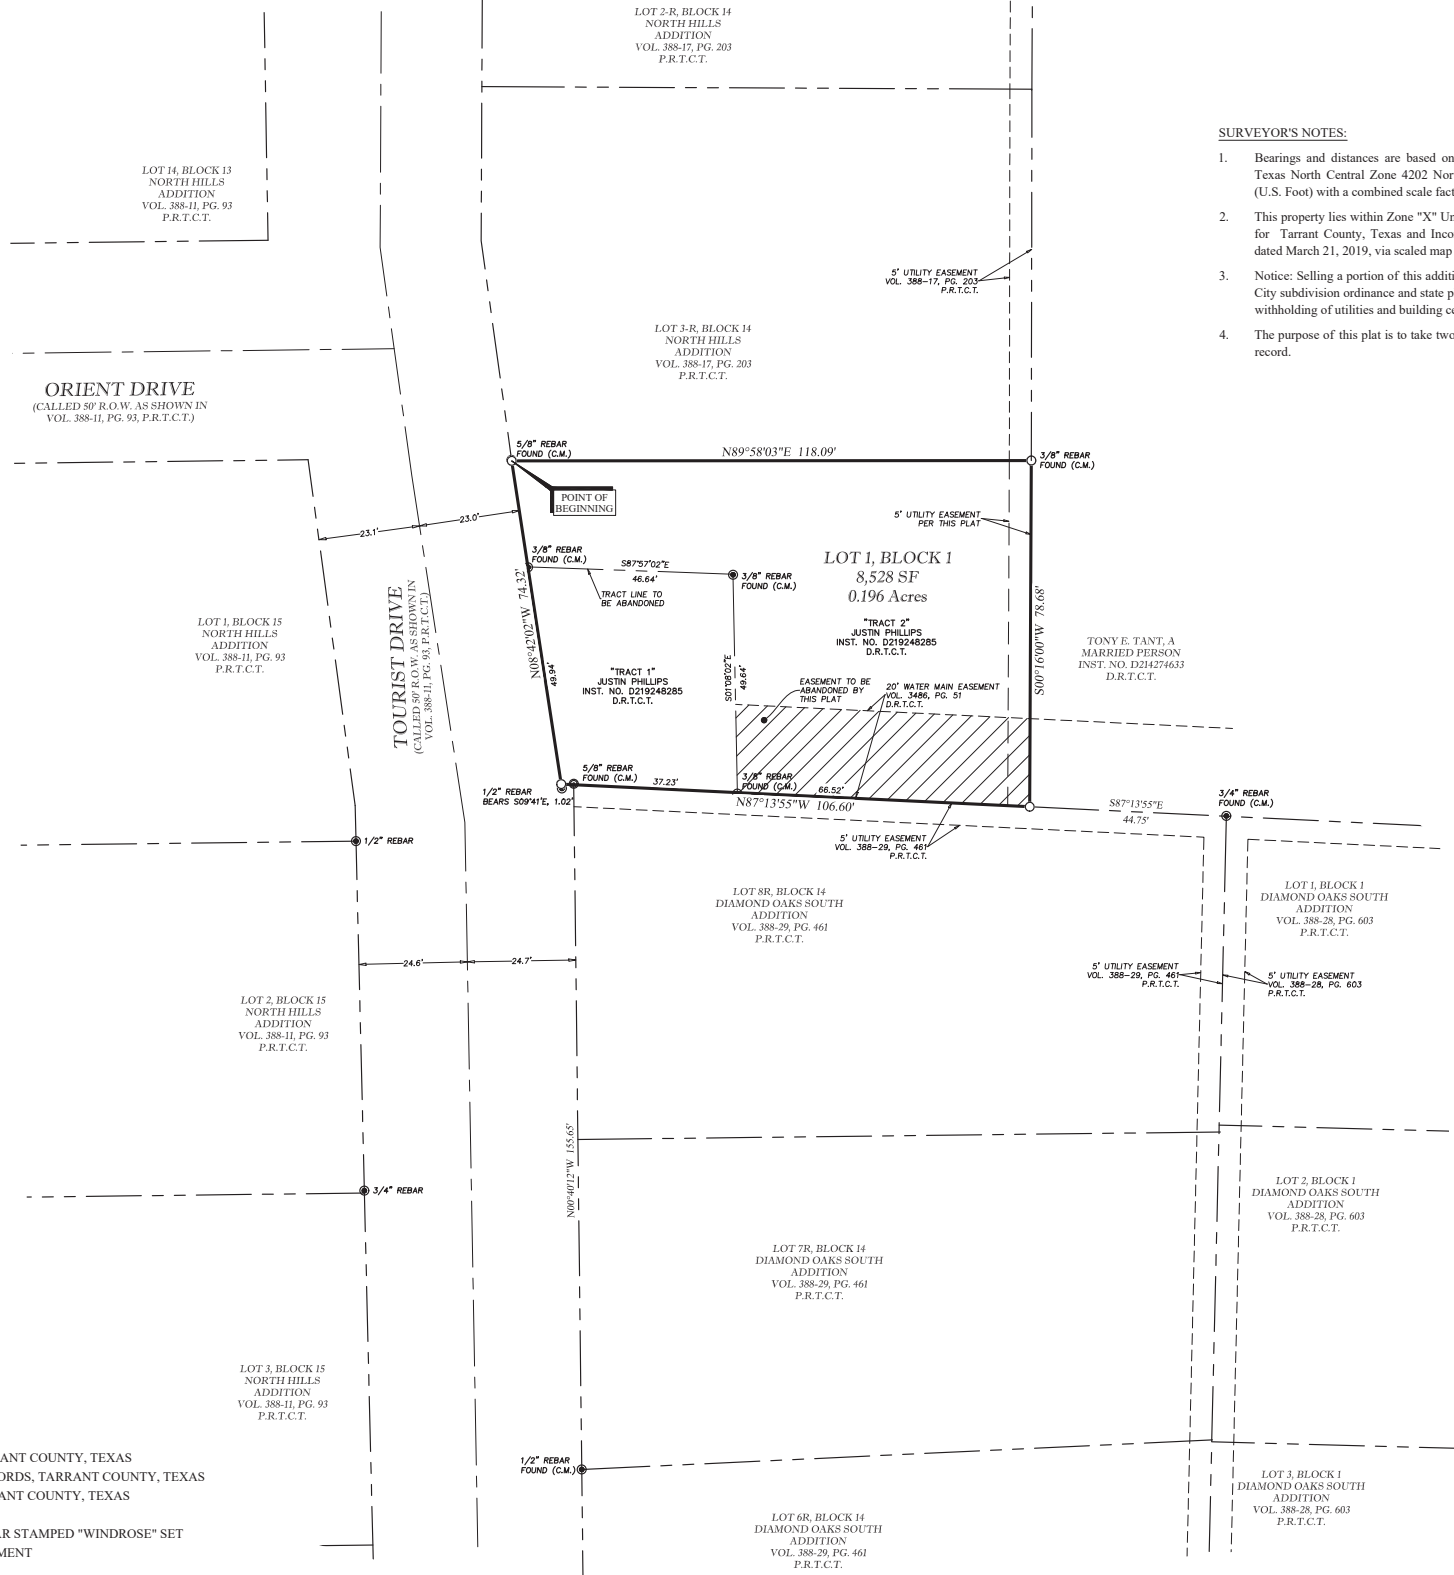 LOT 2-R, BLOCK 14
NORTH HILLS
ADDITION
VOL. 388-17, PG. 203
P.R.T.C.T.
SURVEYOR'S NOTES:
1. Bearings and distances are based on
Texas North Central Zone 4202 Nor
(U.S. Foot) with a combined scale fact
2. This property lies within Zone "X" Un
for Tarrant County, Texas and Inco
dated March 21, 2019, via scaled map
3. Notice: Selling a portion of this additi
City subdivision ordinance and state p
withholding of utilities and building ce
4. The purpose of this plat is to take two
record.
LOT 14, BLOCK 13
NORTH HILLS
ADDITION
VOL. 388-11, PG. 93
P.R.T.C.T.
5' UTILITY EASEMENT
VOL. 388-17, PG. 203
P.R.T.C.T.
LOT 3-R, BLOCK 14
NORTH HILLS
ADDITION
VOL. 388-17, PG. 203
P.R.T.C.T.
ORIENT DRIVE
(CALLED 50' R.O.W. AS SHOWN IN
VOL. 388-11, PG. 93, P.R.T.C.T.)
5/8" REBAR
FOUND (C.M.)
N89°58'03"E 118.09'
3/8" REBAR
FOUND (C.M.)
POINT OF
BEGINNING
23.1'
23.0'
5' UTILITY EASEMENT
PER THIS PLAT
3/8" REBAR
FOUND (C.M.)
S87°57'02"E
46.64'
3/8" REBAR
FOUND (C.M.)
TRACT LINE TO
BE ABANDONED
LOT 1, BLOCK 1
8,528 SF
0.196 Acres
"TRACT 2"
JUSTIN PHILLIPS
INST. NO. D219248285
D.R.T.C.T.
N08°42'02"W 74.32'
49.94'
TOURIST DRIVE
(CALLED 50' R.O.W. AS SHOWN IN
VOL. 388-11, PG. 93, P.R.T.C.T.)
LOT 1, BLOCK 15
NORTH HILLS
ADDITION
VOL. 388-11, PG. 93
P.R.T.C.T.
"TRACT 1"
JUSTIN PHILLIPS
INST. NO. D219248285
D.R.T.C.T.
S01°08'02"E
49.64'
S00°16'00"W 78.68'
TONY E. TANT, A
MARRIED PERSON
INST. NO. D214274633
D.R.T.C.T.
EASEMENT TO BE
ABANDONED BY
THIS PLAT
20' WATER MAIN EASEMENT
VOL. 3486, PG. 51
D.R.T.C.T.
5/8" REBAR
FOUND (C.M.)
37.23'
3/8" REBAR
FOUND (C.M.)
66.52'
N87°13'55"W 106.60'
1/2" REBAR
BEARS S09°41'E, 1.02'
S87°13'55"E
44.75'
3/4" REBAR
FOUND (C.M.)
1/2" REBAR
5' UTILITY EASEMENT
VOL. 388-29, PG. 461
P.R.T.C.T.
LOT 8R, BLOCK 14
DIAMOND OAKS SOUTH
ADDITION
VOL. 388-29, PG. 461
P.R.T.C.T.
LOT 1, BLOCK 1
DIAMOND OAKS SOUTH
ADDITION
VOL. 388-28, PG. 603
P.R.T.C.T.
24.6'
24.7'
5' UTILITY EASEMENT
VOL. 388-29, PG. 461
P.R.T.C.T.
5' UTILITY EASEMENT
VOL. 388-28, PG. 603
P.R.T.C.T.
LOT 2, BLOCK 15
NORTH HILLS
ADDITION
VOL. 388-11, PG. 93
P.R.T.C.T.
N00°40'12"W 155.65'
3/4" REBAR
LOT 2, BLOCK 1
DIAMOND OAKS SOUTH
ADDITION
VOL. 388-28, PG. 603
P.R.T.C.T.
LOT 7R, BLOCK 14
DIAMOND OAKS SOUTH
ADDITION
VOL. 388-29, PG. 461
P.R.T.C.T.
LOT 3, BLOCK 15
NORTH HILLS
ADDITION
VOL. 388-11, PG. 93
P.R.T.C.T.
1/2" REBAR
FOUND (C.M.)
LOT 3, BLOCK 1
DIAMOND OAKS SOUTH
ADDITION
VOL. 388-28, PG. 603
P.R.T.C.T.
LOT 6R, BLOCK 14
DIAMOND OAKS SOUTH
ADDITION
VOL. 388-29, PG. 461
P.R.T.C.T.
ANT COUNTY, TEXAS
ORDS, TARRANT COUNTY, TEXAS
ANT COUNTY, TEXAS
AR STAMPED "WINDROSE" SET
MENT